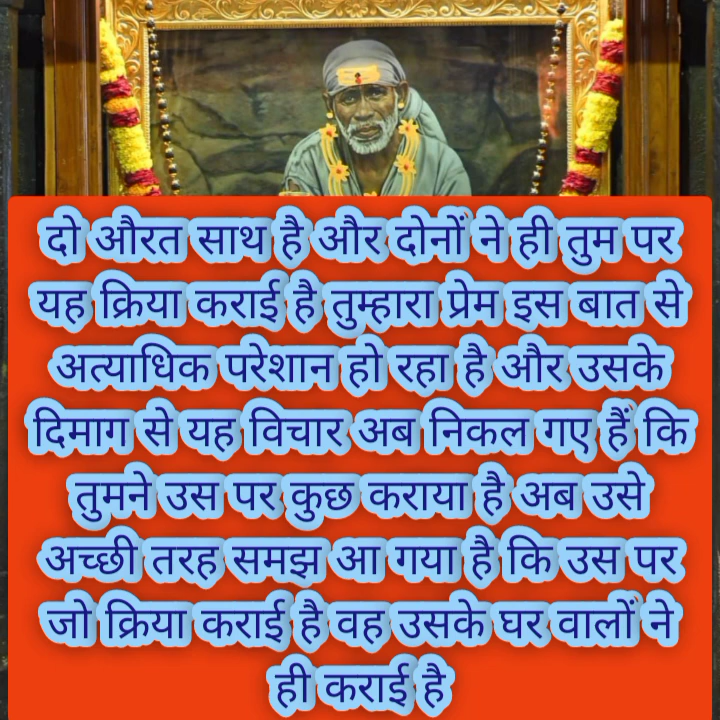 दो औरत साथ है और दोनों ने ही तुम पर
यह क्रिया कराई है तुम्हारा प्रेम इस बात से
अत्याधिक परेशान हो रहा है और उसके
दिमाग से यह विचार अब निकल गए हैं कि
तुमने उस पर कुछ कराया है अब उसे
अच्छी तरह समझ आ गया है कि उस पर
जो क्रिया कराई है वह उसके घर वालों ने
ही कराई है